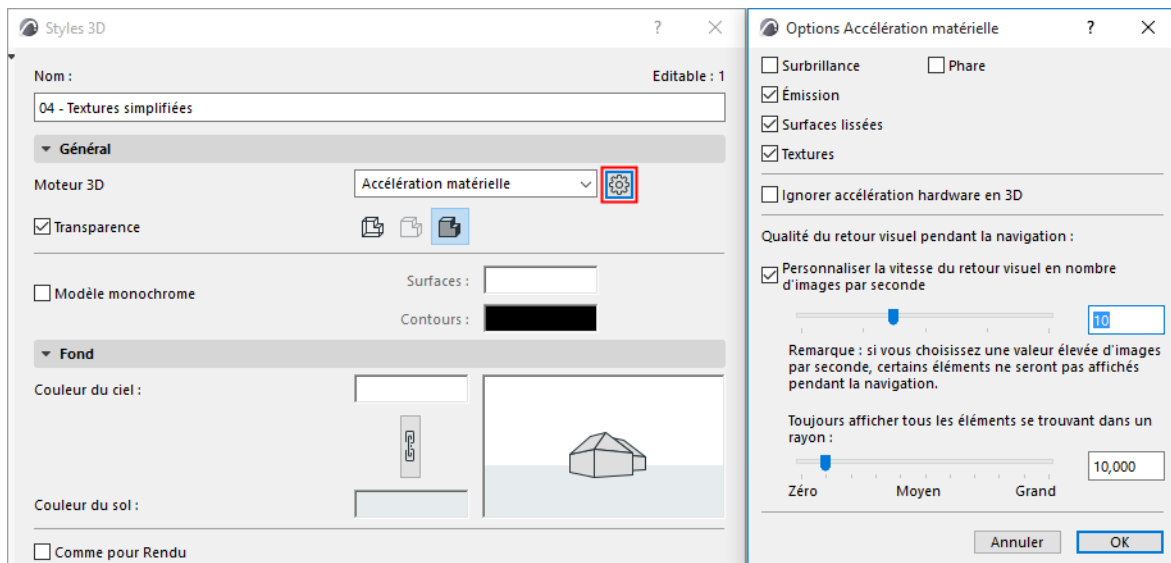 Styles 3D
?
Nom :
Editable : 1
04 - Textures simplifiées
Général
Moteur 3D
Accélération matérielle
Transparence
Modèle monochrome
Surfaces :
Contours :
Fond
Couleur du ciel :
Couleur du sol :
Comme pour Rendu
Options Accélération matérielle
?
Surbrillance
Phare
Émission
Surfaces lissées
Textures
Ignorer accélération hardware en 3D
Qualité du retour visuel pendant la navigation :
Personnaliser la vitesse du retour visuel en nombre
d'images par seconde
10
Remarque : si vous choisissez une valeur élevée d'images
par seconde, certains éléments ne seront pas affichés
pendant la navigation.
Toujours afficher tous les éléments se trouvant dans un
rayon :
10,000
Zéro
Moyen
Grand
Annuler
OK